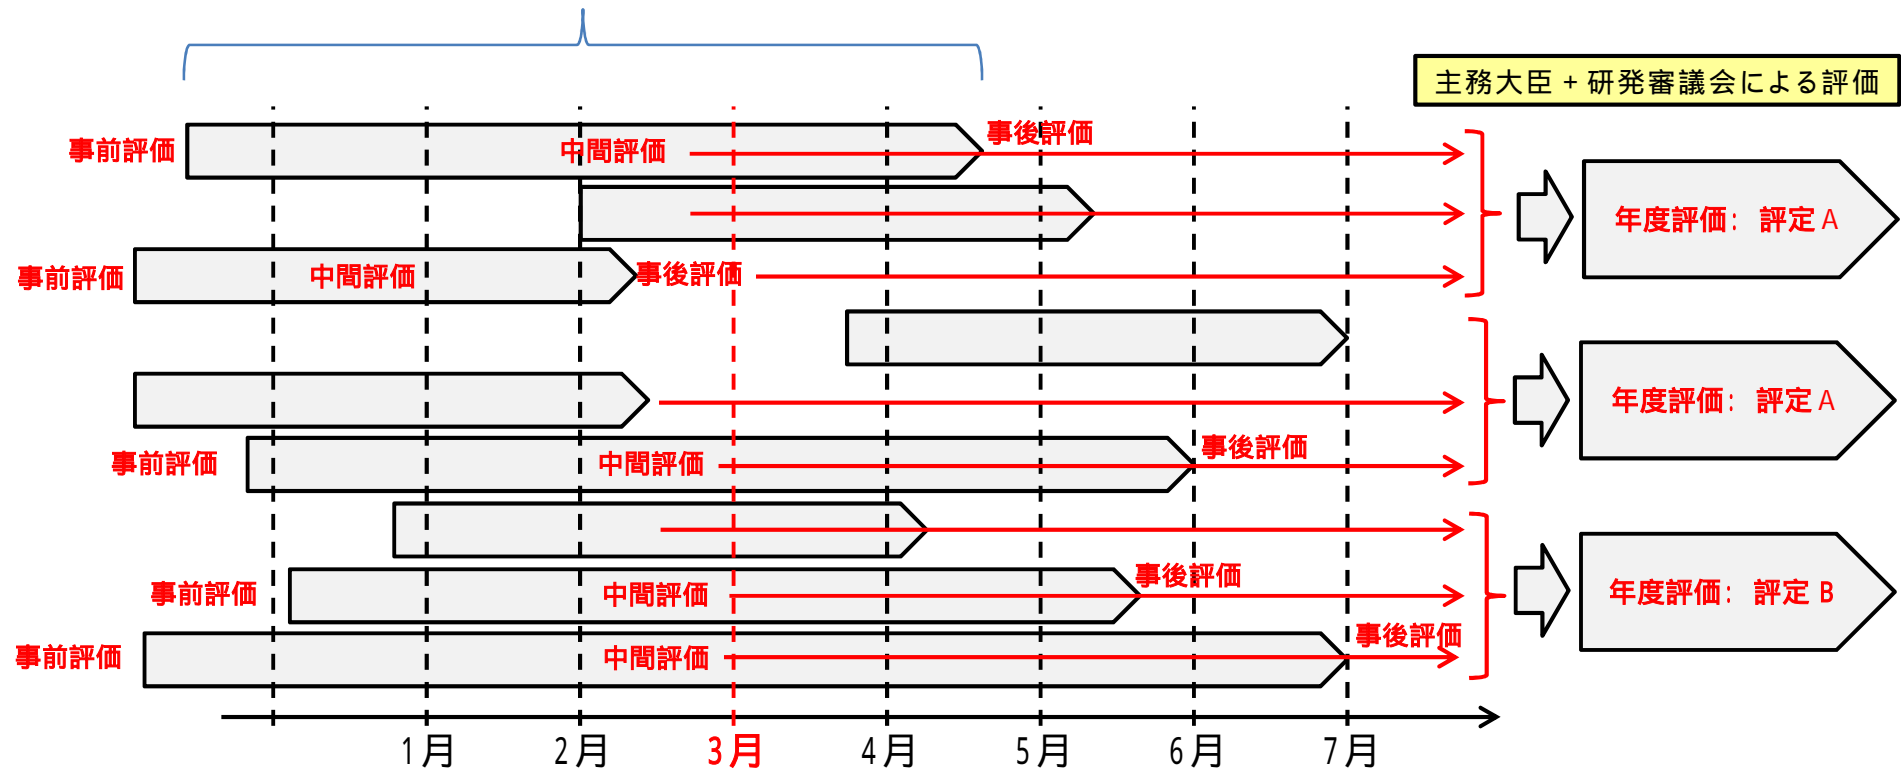 主務大臣 + 研発審議会による評価
事前評価
中間評価
事後評価
年度評価: 評定 A
事前評価
中間評価
事後評価
年度評価: 評定 A
事前評価
中間評価
事後評価
事前評価
中間評価
事後評価
年度評価: 評定 B
事前評価
中間評価
事後評価
1月 2月 3月 4月 5月 6月 7月